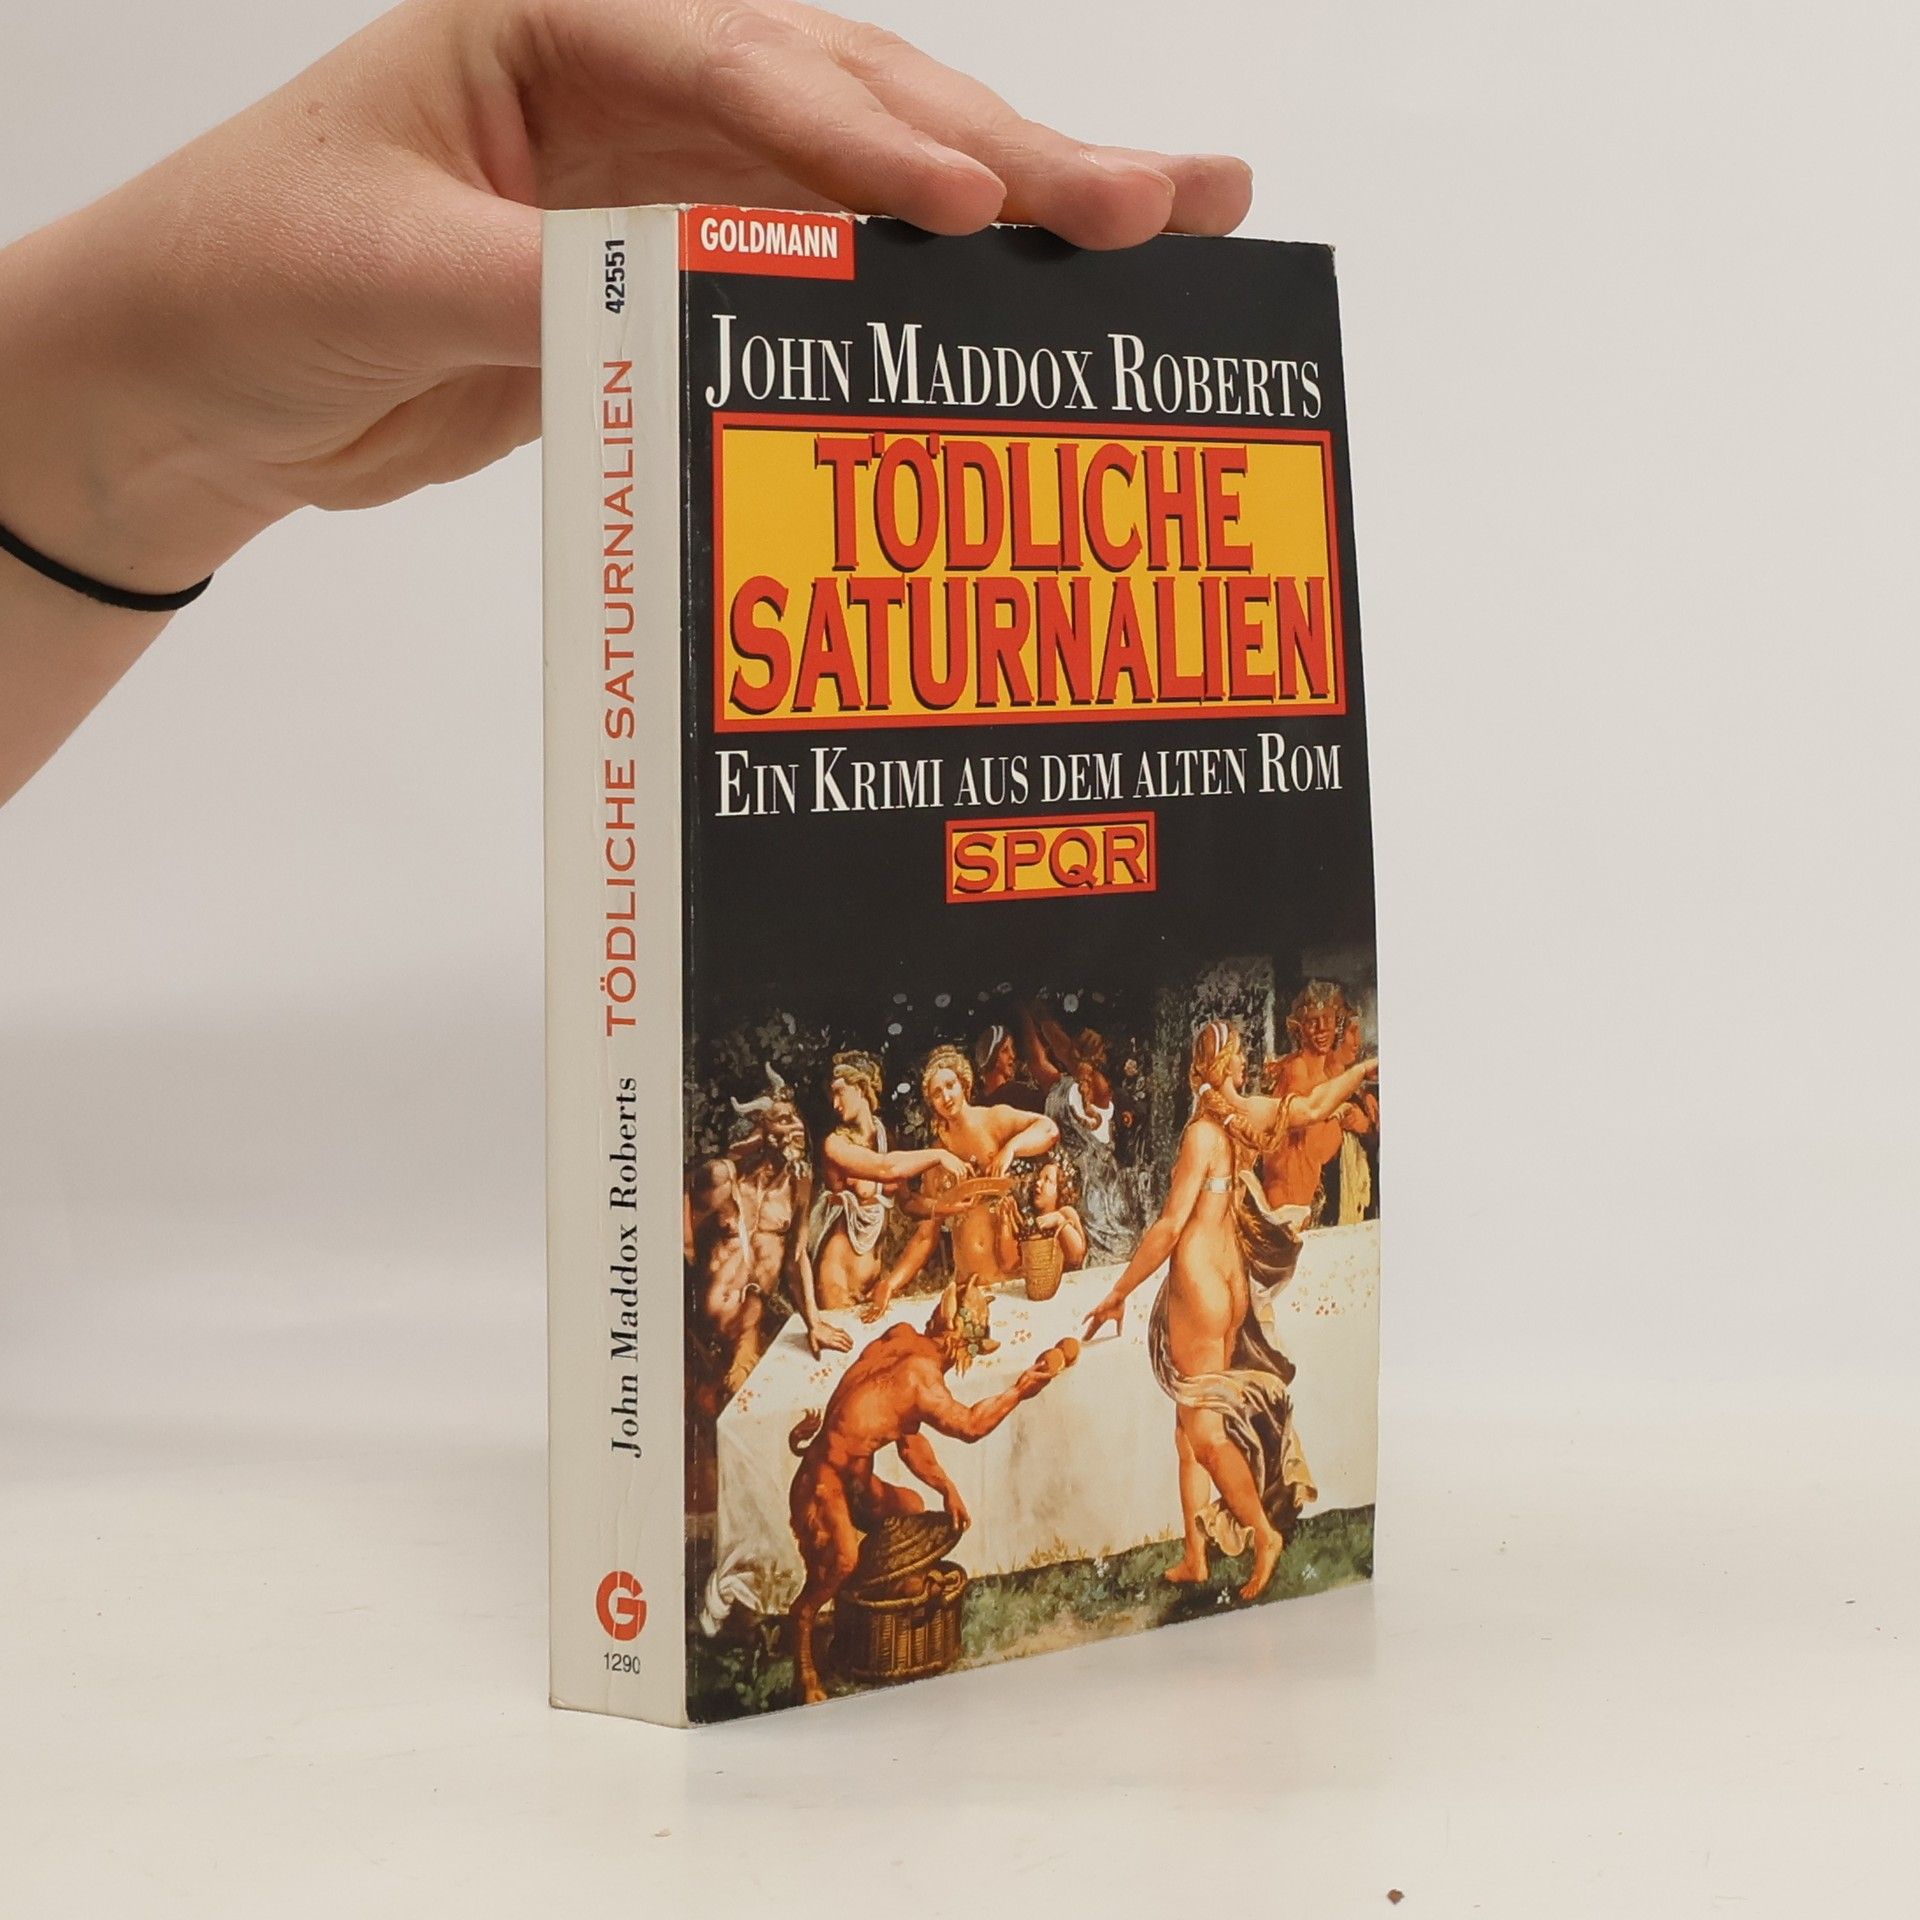 GOLDMANN
JOHN MADDOX ROBERTS
TÖDLICHE
SATURNALIEN
EIN KRIMI AUS DEM ALTEN ROM
SPQR
John Maddox Roberts TÖDLICHE SATURNALIEN 42551
G
1290